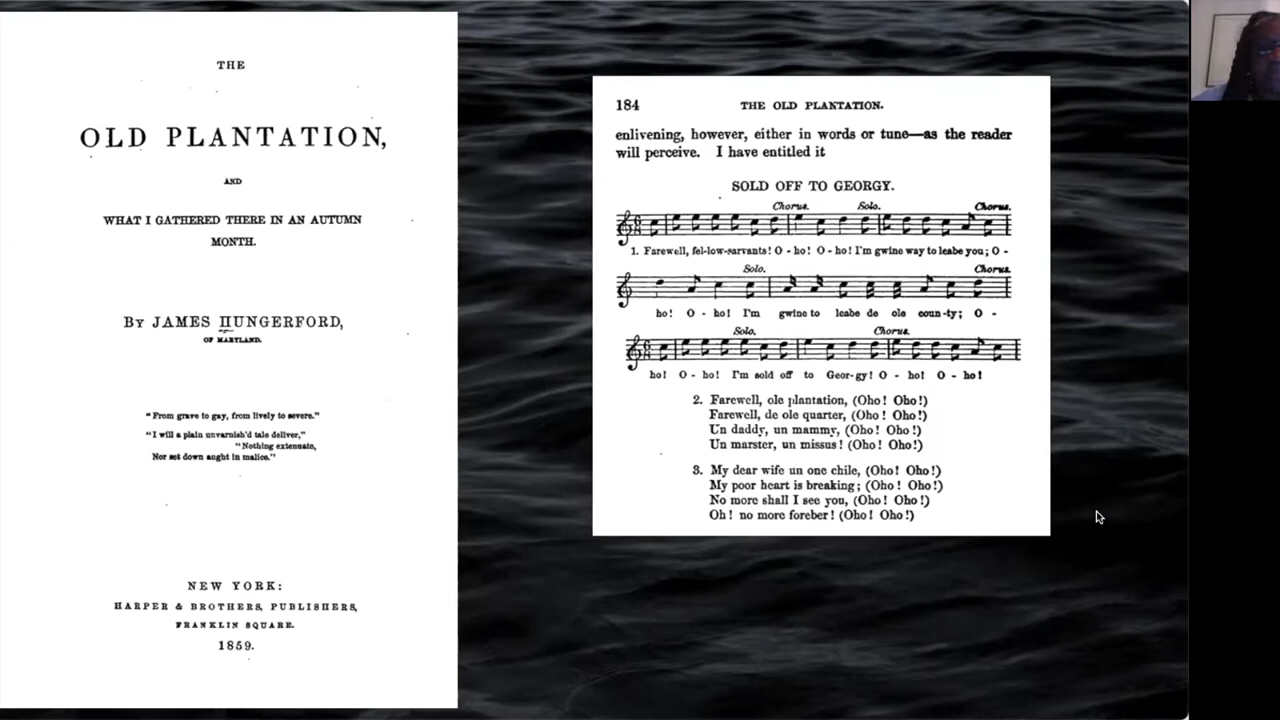 THE
OLD PLANTATION,
AND
WHAT I GATHERED THERE IN AN AUTUMN
MONTH.
BY JAMES HUNGERFORD,
OF MARYLAND.
"From grave to gay, from lively to severe."
"I will a plain unvarnish'd tale deliver,"
"Nothing extenuate,
Nor set down aught in malice."
NEW YORK:
HARPER & BROTHERS, PUBLISHERS,
FRANKLIN SQUARE.
1859.
184 THE OLD PLANTATION.
enlivening, however, either in words or tune—as the reader
will perceive. I have entitled it
SOLD OFF TO GEORGY.
Chorus. Solo. Chorus.
1. Farewell, fel-low-sarvants! O - ho! O - ho! I'm gwine way to leabe you; O -
Solo. Chorus.
ho! O - ho! I'm gwine to leabe de ole coun-ty; O -
Solo. Chorus.
ho! O - ho! I'm sold off to Geor-gy! O - ho! O - ho!
2. Farewell, ole plantation, (Oho! Oho!)
Farewell, de ole quarter, (Oho! Oho!)
Un daddy, un mammy, (Oho! Oho!)
Un marster, un missus! (Oho! Oho!)
3. My dear wife un one chile, (Oho! Oho!)
My poor heart is breaking; (Oho! Oho!)
No more shall I see you, (Oho! Oho!)
Oh! no more foreber! (Oho! Oho!)